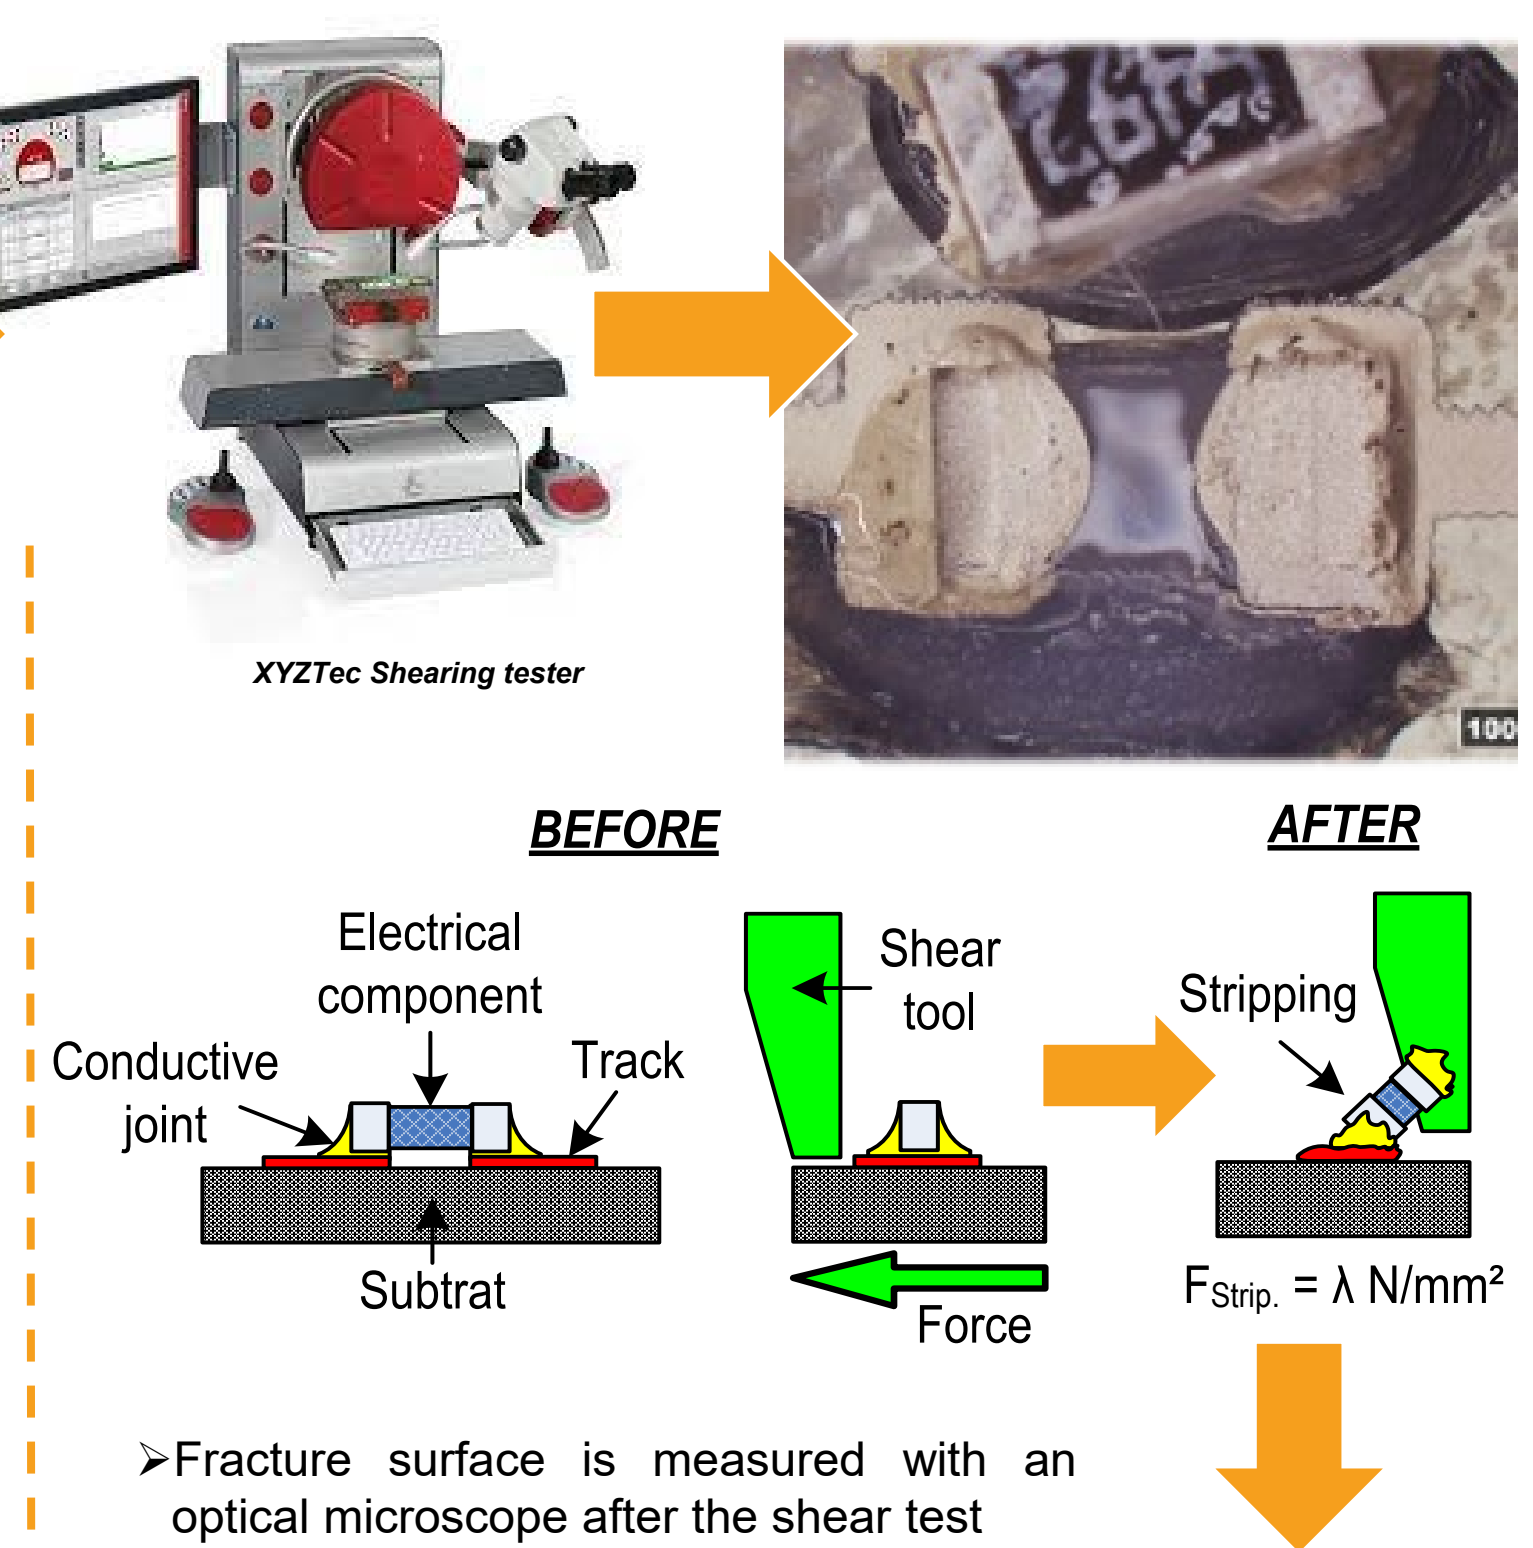 XYZTec Shearing tester
100
BEFORE
AFTER
Electrical
component
Conductive
joint
Track
Subtrat
Shear
tool
Force
Stripping
FStrip. = λ N/mm²
➢Fracture surface is measured with an
optical microscope after the shear test